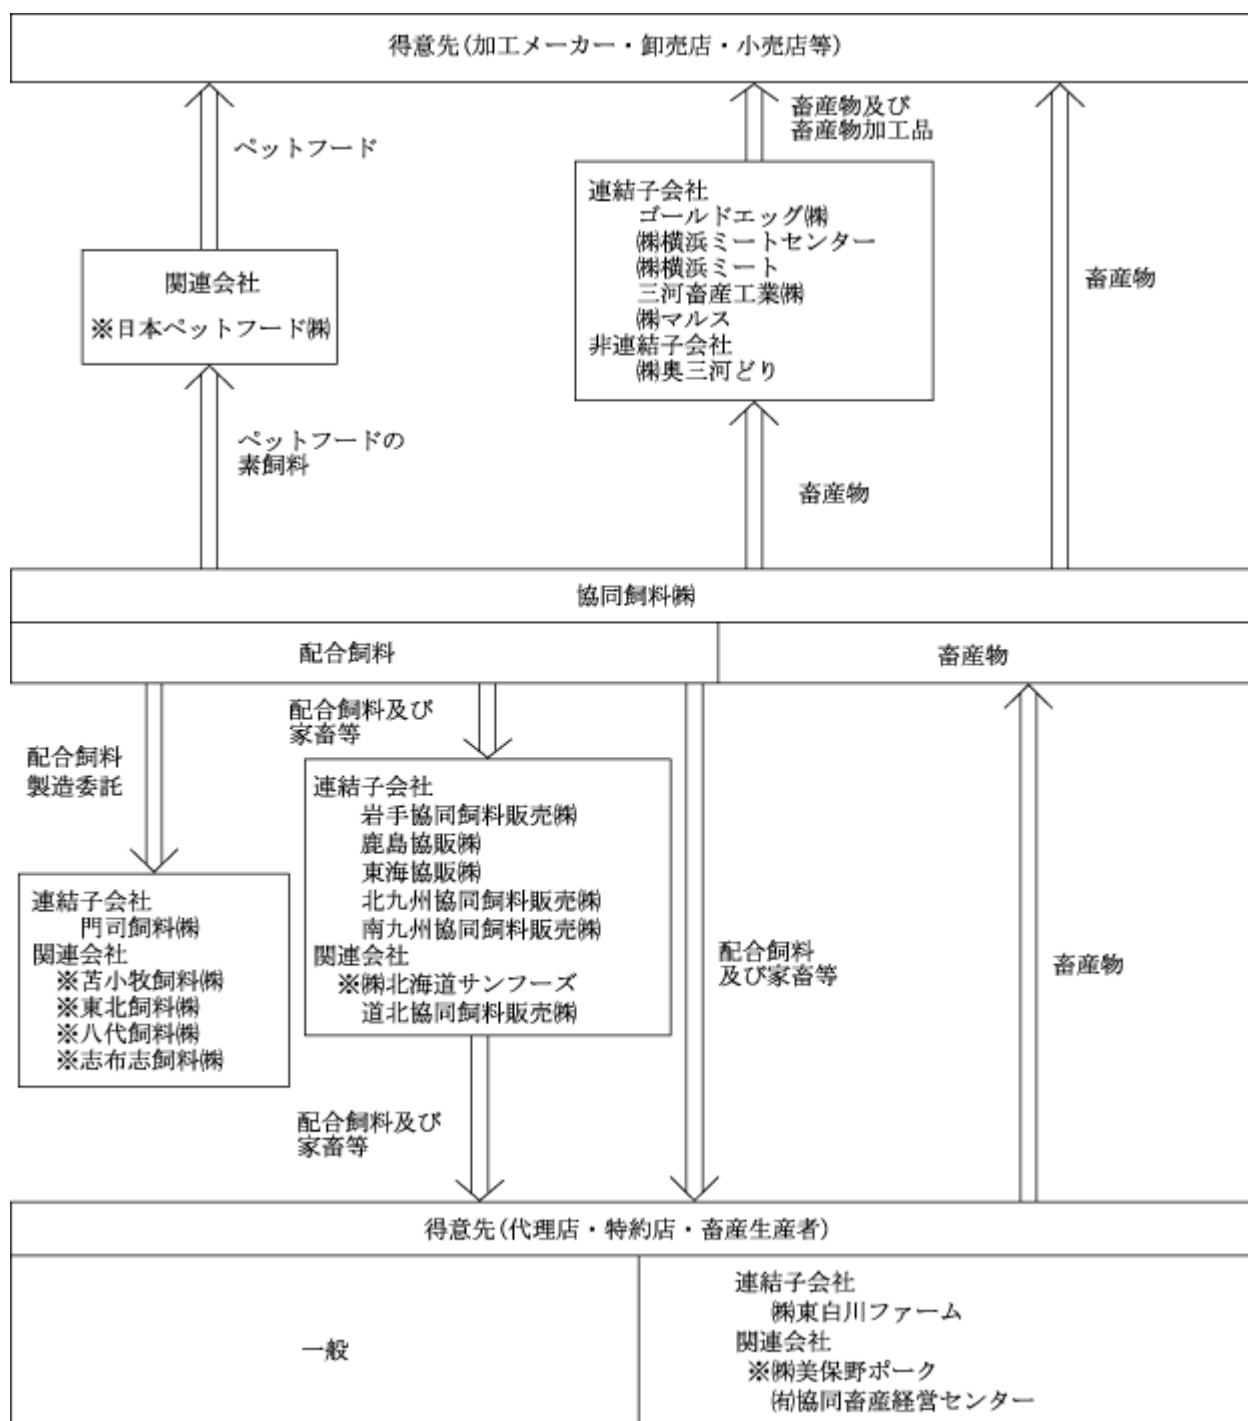 得意先(加工メーカー・卸売店・小売店等)
ペットフード
畜産物及び
畜産物加工品
畜産物
関連会社
※日本ペットフード㈱
連結子会社
ゴールドエッグ㈱
㈱横浜ミートセンター
㈱横浜ミート
三河畜産工業㈱
㈱マルス
非連結子会社
㈱奥三河どり
ペットフードの
素飼料
畜産物
協同飼料㈱
配合飼料
畜産物
配合飼料
製造委託
配合飼料及び
家畜等
連結子会社
門司飼料㈱
関連会社
※苫小牧飼料㈱
※東北飼料㈱
※八代飼料㈱
※志布志飼料㈱
連結子会社
岩手協同飼料販売㈱
鹿島協販㈱
東海協販㈱
北九州協同飼料販売㈱
南九州協同飼料販売㈱
関連会社
※㈱北海道サンフーズ
道北協同飼料販売㈱
配合飼料
及び家畜等
畜産物
配合飼料及び
家畜等
得意先(代理店・特約店・畜産生産者)
一般
連結子会社
㈱東白川ファーム
関連会社
※㈱美保野ポーク
㈲協同畜産経営センター